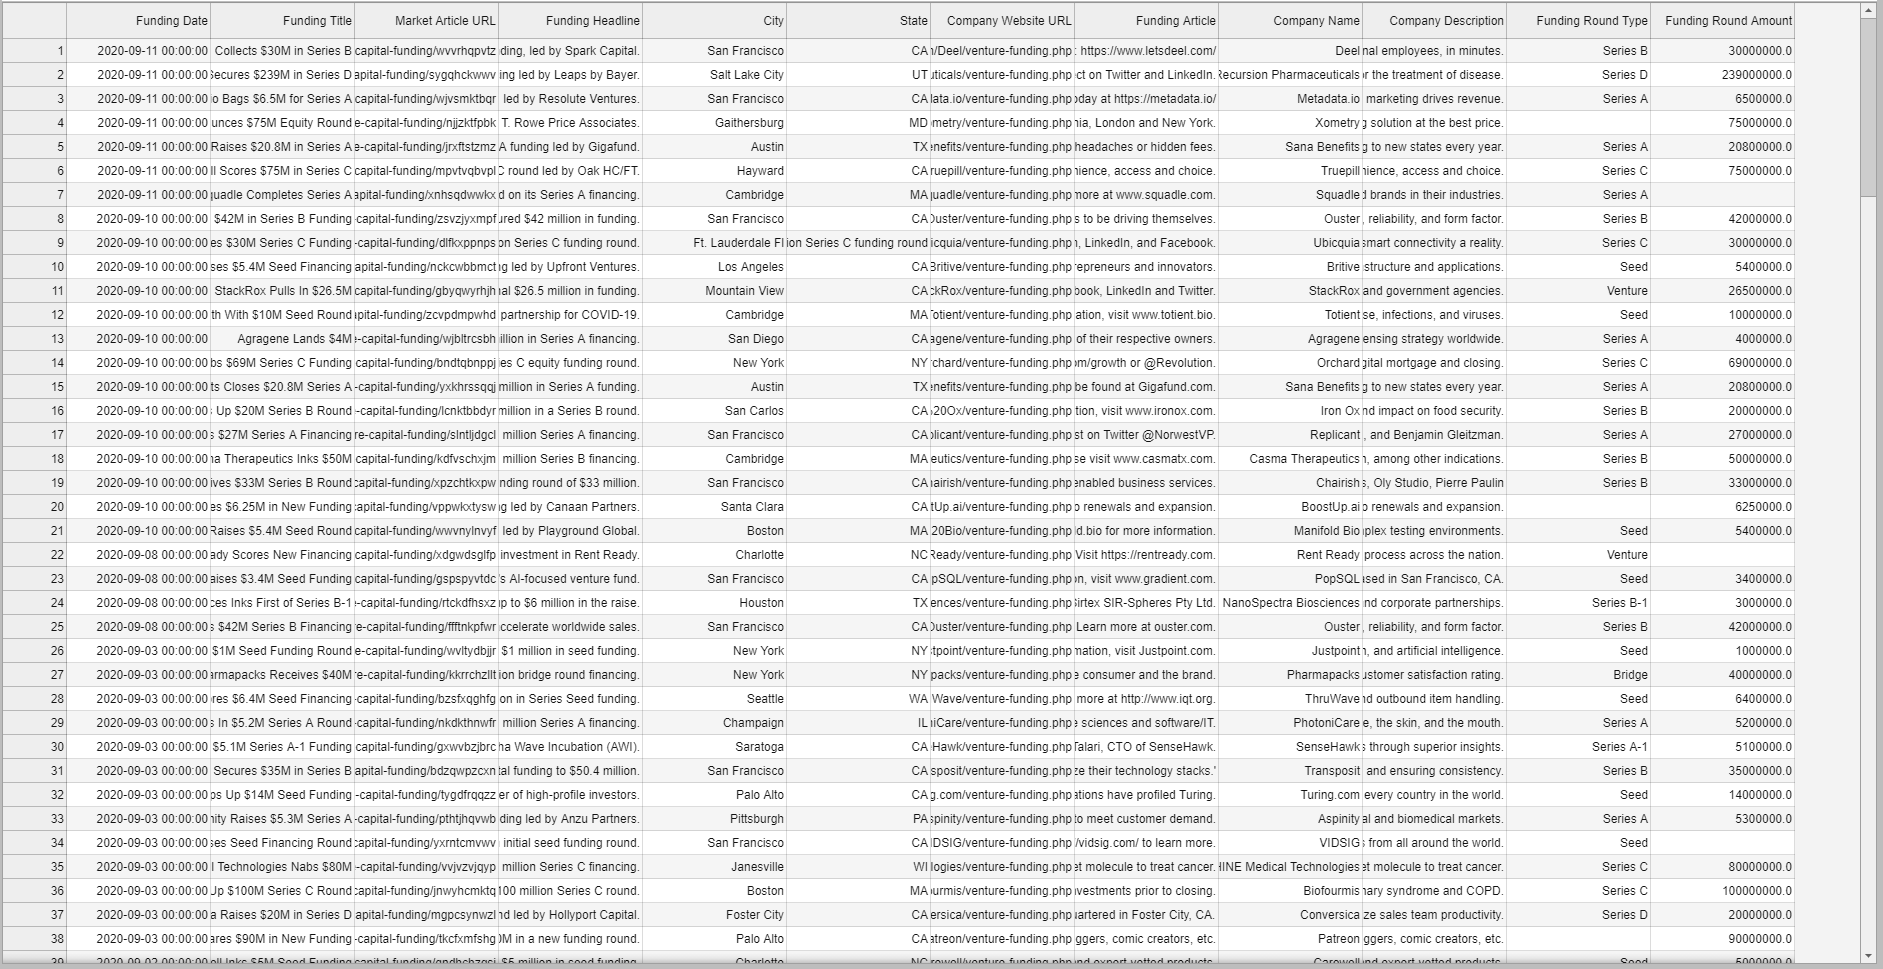 Funding Date Funding Title Market Article URL Funding Headline City State Company Website URL Funding Article Company Name Company Description Funding Round Type Funding Round Amount
1 2020-09-11 00:00:00 Collects $30M in Series B capital-funding/wvvrhqpvtz ding, led by Spark Capital. San Francisco CA /Deel/venture-funding.php : https://www.letsdeel.com/ Deel nal employees, in minutes. Series B 30000000.0
2 2020-09-11 00:00:00 Secures $239M in Series D apital-funding/sygqhckwwv ing led by Leaps by Bayer. Salt Lake City UT uticals/venture-funding.php ct on Twitter and LinkedIn. Recursion Pharmaceuticals or the treatment of disease. Series D 239000000.0
3 2020-09-11 00:00:00 o Bags $6.5M for Series A capital-funding/wjvsmktbqr led by Resolute Ventures. San Francisco CA data.io/venture-funding.php oday at https://metadata.io/ Metadata.io marketing drives revenue. Series A 6500000.0
4 2020-09-11 00:00:00 unces $75M Equity Round e-capital-funding/njjzktfpbk T. Rowe Price Associates. Gaithersburg MD ometry/venture-funding.php nia, London and New York. Xometry g solution at the best price. 75000000.0
5 2020-09-11 00:00:00 Raises $20.8M in Series A e-capital-funding/jrxftstzmz A funding led by Gigafund. Austin TX enefits/venture-funding.php headaches or hidden fees. Sana Benefits g to new states every year. Series A 20800000.0
6 2020-09-11 00:00:00 ll Scores $75M in Series C capital-funding/mpvtvqbvpl C round led by Oak HC/FT. Hayward CA ruepill/venture-funding.php nience, access and choice. Truepill nience, access and choice. Series C 75000000.0
7 2020-09-11 00:00:00 quadle Completes Series A apital-funding/xnhsqdwwkx d on its Series A financing. Cambridge MA quadle/venture-funding.php more at www.squadle.com. Squadle d brands in their industries. Series A
8 2020-09-10 00:00:00 $42M in Series B Funding -capital-funding/zsvzjyxmpf ured $42 million in funding. San Francisco CA Ouster/venture-funding.php s to be driving themselves. Ouster , reliability, and form factor. Series B 42000000.0
9 2020-09-10 00:00:00 es $30M Series C Funding -capital-funding/dlfkxppnps on Series C funding round. Ft. Lauderdale Fl ion Series C funding round icquia/venture-funding.php n, LinkedIn, and Facebook. Ubicquia smart connectivity a reality. Series C 30000000.0
10 2020-09-10 00:00:00 ses $5.4M Seed Financing apital-funding/nckcwbbmct g led by Upfront Ventures. Los Angeles CA Britive/venture-funding.php repreneurs and innovators. Britive structure and applications. Seed 5400000.0
11 2020-09-10 00:00:00 StackRox Pulls In $26.5M capital-funding/gbyqwyrhjh nal $26.5 million in funding. Mountain View CA ckRox/venture-funding.php book, LinkedIn and Twitter. StackRox and government agencies. Venture 26500000.0
12 2020-09-10 00:00:00 th With $10M Seed Round -capital-funding/zcvpdmpwhd partnership for COVID-19. Cambridge MA Totient/venture-funding.php ation, visit www.totient.bio. Totient se, infections, and viruses. Seed 10000000.0
13 2020-09-10 00:00:00 Agragene Lands $4M -capital-funding/wjbltrcsbh illion in Series A financing. San Diego CA agene/venture-funding.php of their respective owners. Agragene ensing strategy worldwide. Series A 4000000.0
14 2020-09-10 00:00:00 bs $69M Series C Funding -capital-funding/bndtqbnppj es C equity funding round. New York NY rchard/venture-funding.php om/growth or @Revolution. Orchard gital mortgage and closing. Series C 69000000.0
15 2020-09-10 00:00:00 ts Closes $20.8M Series A -capital-funding/yxkhrssqqj million in Series A funding. Austin TX enefits/venture-funding.php be found at Gigafund.com. Sana Benefits g to new states every year. Series A 20800000.0
16 2020-09-10 00:00:00 Up $20M Series B Round -capital-funding/lcnktbbdyr million in a Series B round. San Carlos CA 20Ox/venture-funding.php tion, visit www.ironox.com. Iron Ox nd impact on food security. Series B 20000000.0
17 2020-09-10 00:00:00 s $27M Series A Financing re-capital-funding/slntljdgcl million Series A financing. San Francisco CA plicant/venture-funding.php st on Twitter @NorwestVP. Replicant , and Benjamin Gleitzman. Series A 27000000.0
18 2020-09-10 00:00:00 na Therapeutics Inks $50M capital-funding/kdfvschxjm million Series B financing. Cambridge MA eutics/venture-funding.php se visit www.casmatx.com. Casma Therapeutics n, among other indications. Series B 50000000.0
19 2020-09-10 00:00:00 ives $33M Series B Round capital-funding/xpzchtkxpw nding round of $33 million. San Francisco CA hairish/venture-funding.php enabled business services. Chairish s, Oly Studio, Pierre Paulin Series B 33000000.0
20 2020-09-10 00:00:00 es $6.25M in New Funding capital-funding/vppwkxtysw g led by Canaan Partners. Santa Clara CA tUp.ai/venture-funding.php o renewals and expansion. BoostUp.ai o renewals and expansion. 6250000.0
21 2020-09-10 00:00:00 Raises $5.4M Seed Round capital-funding/wwvnylnvyf led by Playground Global. Boston MA 20Bio/venture-funding.php d.bio for more information. Manifold Bio plex testing environments. Seed 5400000.0
22 2020-09-08 00:00:00 ady Scores New Financing capital-funding/xdgwdsglfp investment in Rent Ready. Charlotte NC Ready/venture-funding.php Visit https://rentready.com. Rent Ready process across the nation. Venture
23 2020-09-08 00:00:00 aises $3.4M Seed Funding capital-funding/gspspyvtdc 's AI-focused venture fund. San Francisco CA pSQL/venture-funding.php on, visit www.gradient.com. PopSQL ased in San Francisco, CA. Seed 3400000.0
24 2020-09-08 00:00:00 ces Inks First of Series B-1 -capital-funding/rtckdfhsxz up to $6 million in the raise. Houston TX ences/venture-funding.php Sirtex SIR-Spheres Pty Ltd. NanoSpectra Biosciences nd corporate partnerships. Series B-1 3000000.0
25 2020-09-08 00:00:00 s $42M Series B Financing e-capital-funding/ffftnkpfwr ccelerate worldwide sales. San Francisco CA Ouster/venture-funding.php Learn more at ouster.com. Ouster , reliability, and form factor. Series B 42000000.0
26 2020-09-03 00:00:00 $1M Seed Funding Round e-capital-funding/wvltydbjjr $1 million in seed funding. New York NY stpoint/venture-funding.php mation, visit Justpoint.com. Justpoint n, and artificial intelligence. Seed 1000000.0
27 2020-09-03 00:00:00 armapacks Receives $40M re-capital-funding/kkrrchzllt ion bridge round financing. New York NY packs/venture-funding.php e consumer and the brand. Pharmapacks ustomer satisfaction rating. Bridge 40000000.0
28 2020-09-03 00:00:00 res $6.4M Seed Financing -capital-funding/bzsfxqghfg on in Series Seed funding. Seattle WA Wave/venture-funding.php more at http://www.iqt.org. ThruWave nd outbound item handling. Seed 6400000.0
29 2020-09-03 00:00:00 s In $5.2M Series A Round -capital-funding/nkdkthnwfr million Series A financing. Champaign IL niCare/venture-funding.php e sciences and software/IT. PhotoniCare e, the skin, and the mouth. Series A 5200000.0
30 2020-09-03 00:00:00 $5.1M Series A-1 Funding capital-funding/gxwvbzjbrc ha Wave Incubation (AWI). Saratoga CA Hawk/venture-funding.php Talari, CTO of SenseHawk. SenseHawk s through superior insights. Series A-1 5100000.0
31 2020-09-03 00:00:00 Secures $35M in Series B apital-funding/bdzqwpzcxn tal funding to $50.4 million. San Francisco CA sposit/venture-funding.php ze their technology stacks.' Transposit and ensuring consistency. Series B 35000000.0
32 2020-09-03 00:00:00 ps Up $14M Seed Funding -capital-funding/tygdfrqqzz er of high-profile investors. Palo Alto CA g.com/venture-funding.php ations have profiled Turing. Turing.com every country in the world. Seed 14000000.0
33 2020-09-03 00:00:00 nity Raises $5.3M Series A -capital-funding/pthtjhqvwb ding led by Anzu Partners. Pittsburgh PA spinity/venture-funding.php to meet customer demand. Aspinity al and biomedical markets. Series A 5300000.0
34 2020-09-03 00:00:00 ses Seed Funding Round capital-funding/yxrntcmvwv initial seed funding round. San Francisco CA IDSIG/venture-funding.php /vidsig.com/ to learn more. VIDSIG from all around the world. Seed
35 2020-09-03 00:00:00 l Technologies Nabs $80M -capital-funding/vvjvzvjqyp million Series C financing. Janesville WI logies/venture-funding.php et molecule to treat cancer. HINE Medical Technologies et molecule to treat cancer. Series C 80000000.0
36 2020-09-03 00:00:00 Up $100M Series C Round capital-funding/jnwyhcmktq 100 million Series C round. Boston MA ourmis/venture-funding.php vestments prior to closing. Biofourmis nary syndrome and COPD. Series C 100000000.0
37 2020-09-03 00:00:00 a Raises $20M in Series D apital-funding/mgpcsynwzl nd led by Hollyport Capital. Foster City CA ersica/venture-funding.php uartered in Foster City, CA. Conversica ze sales team productivity. Series D 20000000.0
38 2020-09-03 00:00:00 ares $90M in New Funding -capital-funding/tkcfxmfshg 0M in a new funding round. Palo Alto CA atreon/venture-funding.php ggers, comic creators, etc. Patreon ggers, comic creators, etc. 90000000.0
39 2020-09-02 00:00:00 ell Inks $5M Seed Funding $5 million in seed funding. Charlotte NC rowell/venture-funding.php and expert-vetted products. Carewell and expert-vetted products. Seed 5000000.0